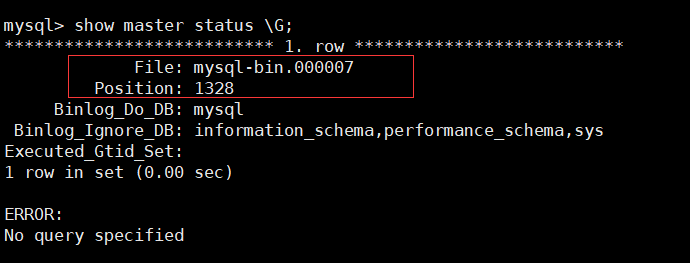 mysql> show master status \G;
*************************** 1. row ***************************
File: mysql-bin.000007
Position: 1328
Binlog_Do_DB: mysql
Binlog_Ignore_DB: information_schema,performance_schema,sys
Executed_Gtid_Set:
1 row in set (0.00 sec)
ERROR:
No query specified